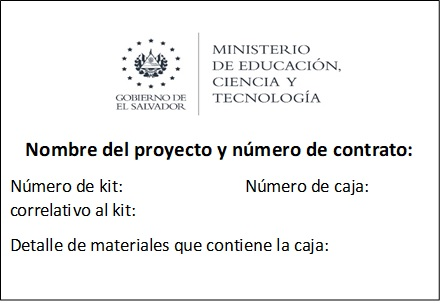 MINISTERIO
DE EDUCACIÓN,
CIENCIA Y
TECNOLOGÍA
GOBIERNO DE
EL SALVADOR
Nombre del proyecto y número de contrato:
Número de kit: Número de caja:
correlativo al kit:
Detalle de materiales que contiene la caja: